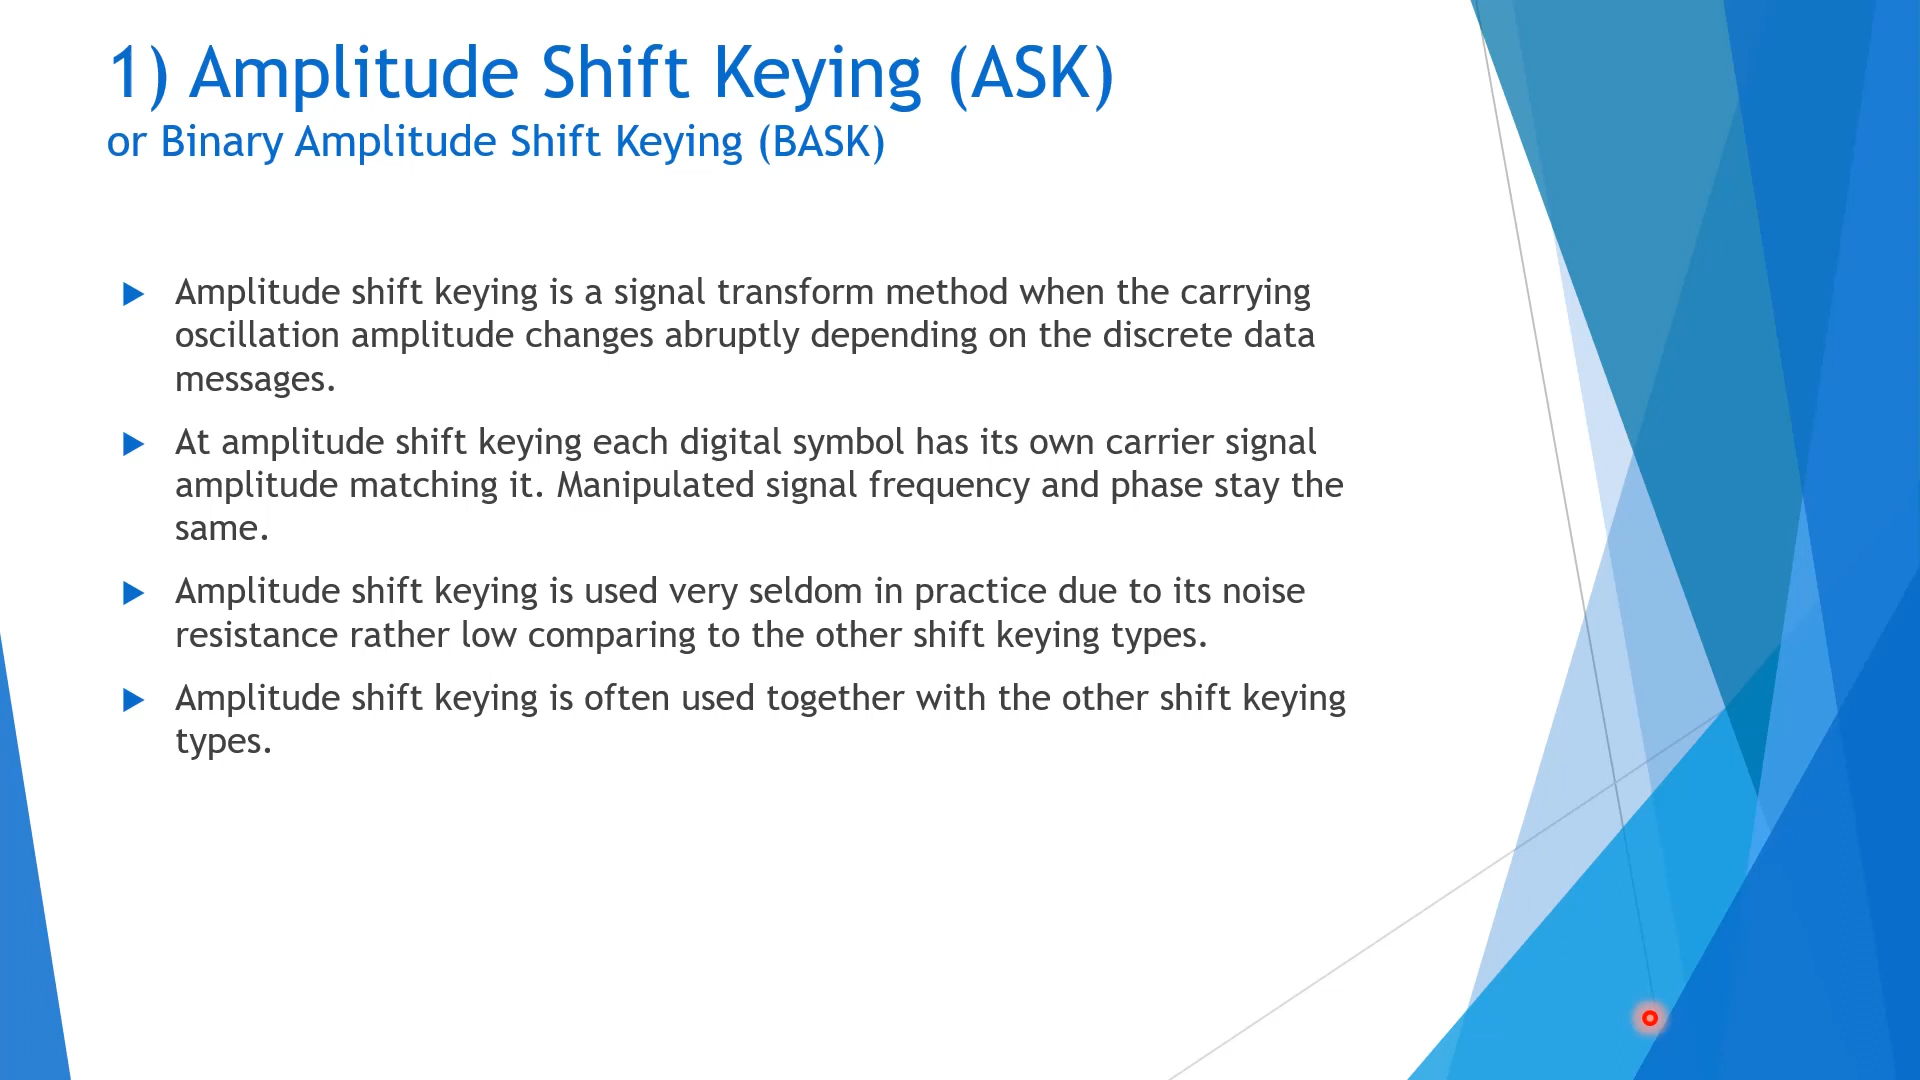 1) Amplitude Shift Keying (ASK)
or Binary Amplitude Shift Keying (BASK)
Amplitude shift keying is a signal transform method when the carrying
oscillation amplitude changes abruptly depending on the discrete data
messages.
At amplitude shift keying each digital symbol has its own carrier signal
amplitude matching it. Manipulated signal frequency and phase stay the
same.
Amplitude shift keying is used very seldom in practice due to its noise
resistance rather low comparing to the other shift keying types.
Amplitude shift keying is often used together with the other shift keying
types.